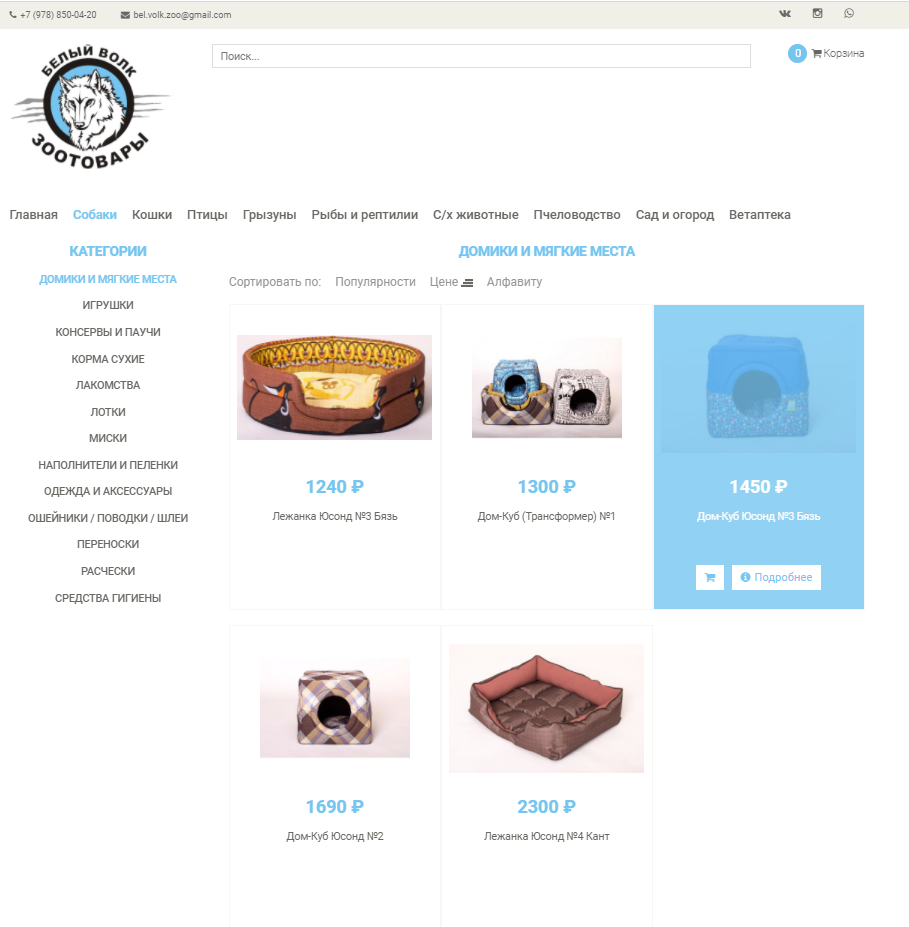 +7 (978) 850-04-20 bel.volk.zoo@gmail.com
БЕЛЫЙ ВОЛК
ЗООТОВАРЫ
Поиск...
0 Корзина
Главная Собаки Кошки Птицы Грызуны Рыбы и рептилии С/х животные Пчеловодство Сад и огород Ветаптека
КАТЕГОРИИ
ДОМИКИ И МЯГКИЕ МЕСТА
ИГРУШКИ
КОНСЕРВЫ И ПАУЧИ
КОРМА СУХИЕ
ЛАКОМСТВА
ЛОТКИ
МИСКИ
НАПОЛНИТЕЛИ И ПЕЛЕНКИ
ОДЕЖДА И АКСЕССУАРЫ
ОШЕЙНИКИ / ПОВОДКИ / ШЛЕИ
ПЕРЕНОСКИ
РАСЧЕСКИ
СРЕДСТВА ГИГИЕНЫ
ДОМИКИ И МЯГКИЕ МЕСТА
Сортировать по: Популярности Цене Алфавиту
1240 ₽
Лежанка Юсонд №3 Бязь
1300 ₽
Дом-Куб (Трансформер) №1
1450 ₽
Дом-Куб Юсонд №3 Бязь
Подробнее
1690 ₽
Дом-Куб Юсонд №2
2300 ₽
Лежанка Юсонд №4 Кант